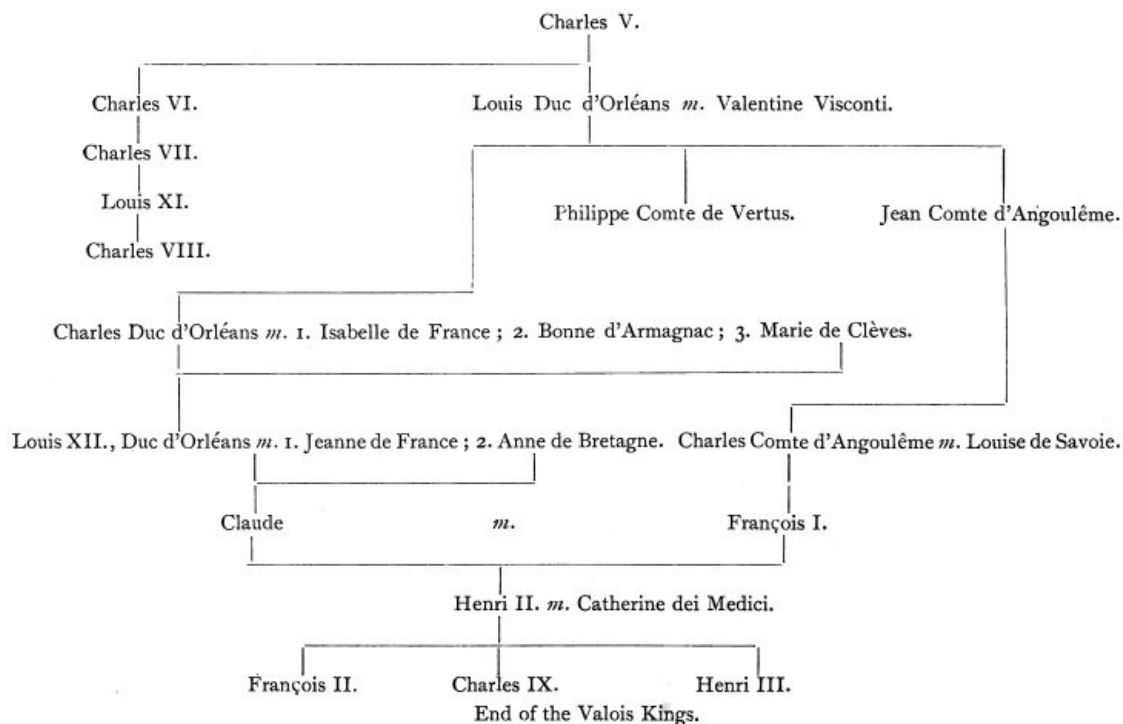 Charles V.
Charles VI.
Louis Duc d'Orléans m. Valentine Visconti.
Charles VII.
Louis XI.
Philippe Comte de Vertus.
Jean Comte d'Angoulême.
Charles VIII.
Charles Duc d'Orléans m. 1. Isabelle de France ; 2. Bonne d'Armagnac ; 3. Marie de Clèves.
Louis XII., Duc d'Orléans m. 1. Jeanne de France ; 2. Anne de Bretagne.
Charles Comte d'Angoulême m. Louise de Savoie.
Claude m. François I.
Henri II. m. Catherine dei Medici.
François II.
Charles IX.
Henri III.
End of the Valois Kings.